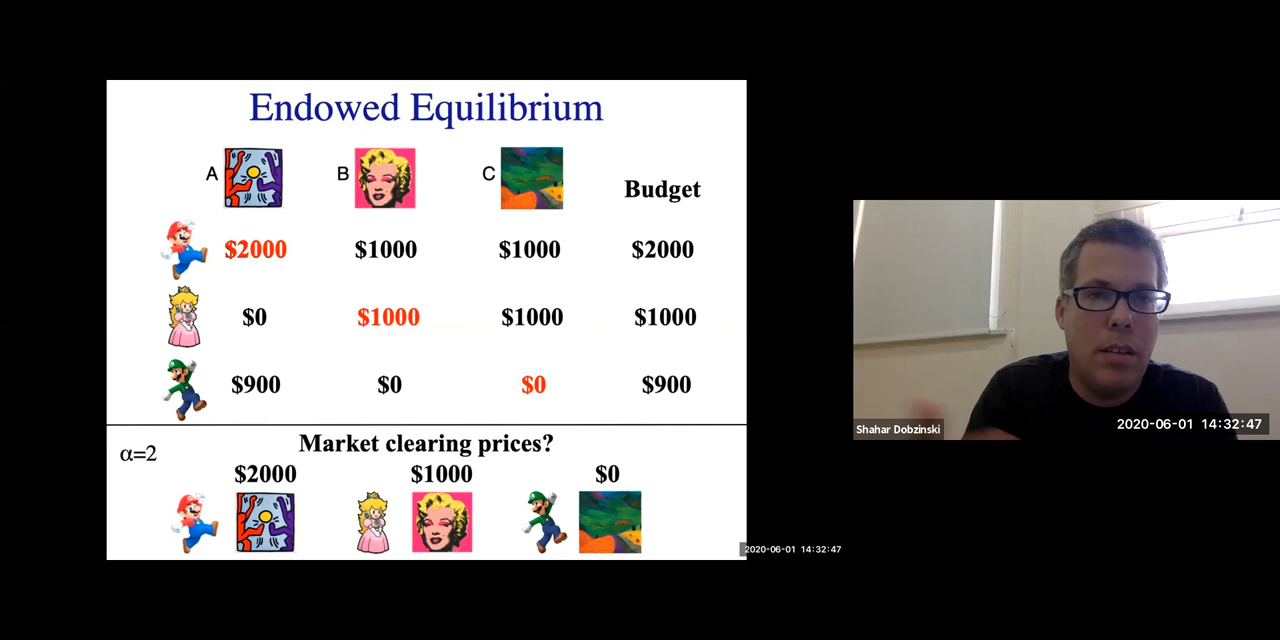 Endowed Equilibrium
A B C Budget
$2000 $1000 $1000 $2000
$0 $1000 $1000 $1000
$900 $0 $0 $900
α=2
Market clearing prices?
$2000 $1000 $0
Shahar Dobzinski
2020-06-01 14:32:47
2020-06-01 14:32:47